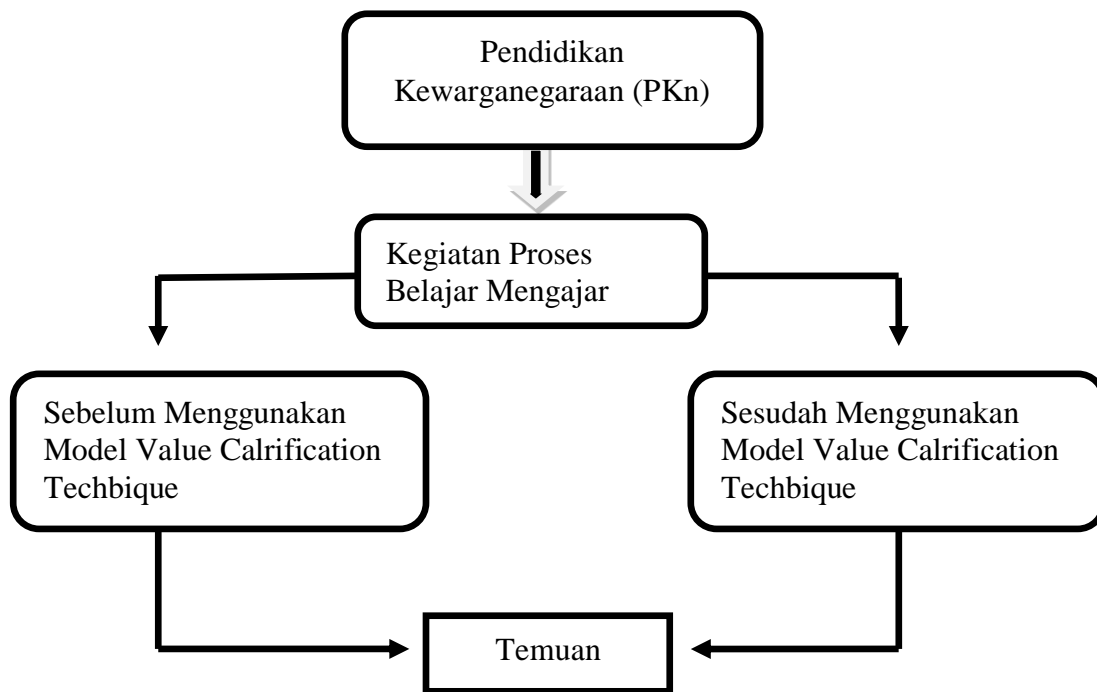 Pendidikan
Kewarganegaraan (PKn)
Kegiatan Proses
Belajar Mengajar
Sebelum Menggunakan
Model Value Calrification
Techbique
Sesudah Menggunakan
Model Value Calrification
Techbique
Temuan